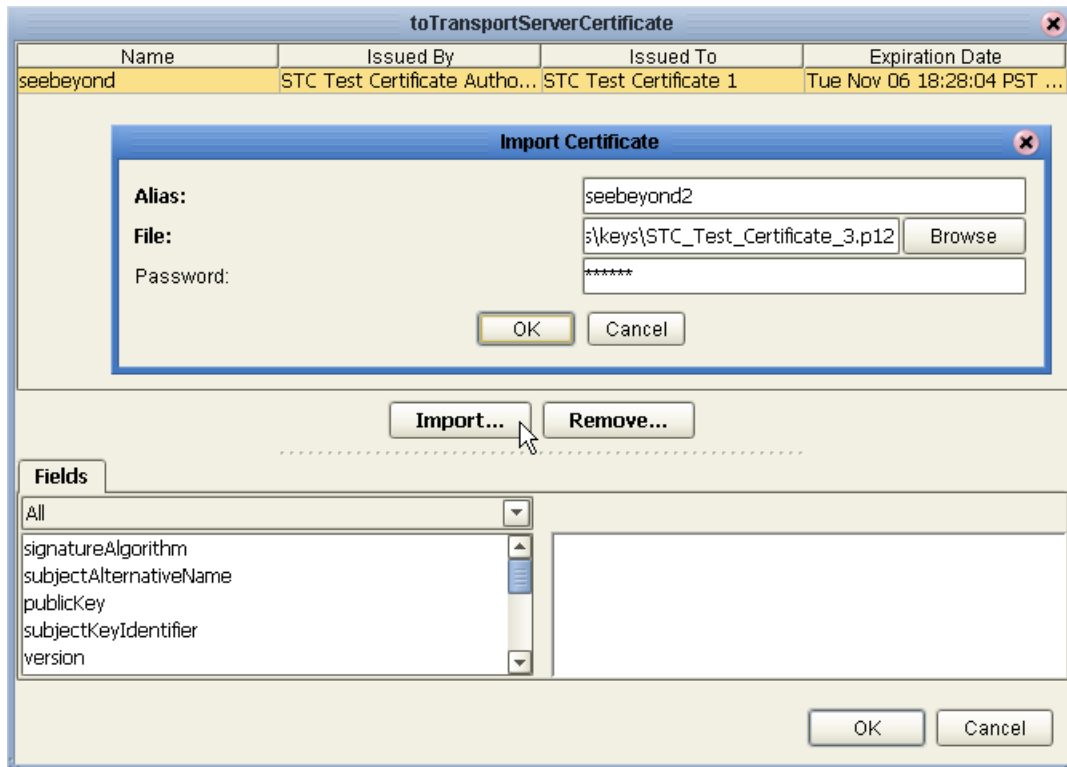 toTransportServerCertificate
Name Issued By Issued To Expiration Date
seebeyond STC Test Certificate Autho... STC Test Certificate 1 Tue Nov 06 18:28:04 PST ...
Import Certificate
Alias: seebeyond2
File: s\keys\STC_Test_Certificate_3.p12 Browse
Password: ******
OK Cancel
Import... Remove...
Fields
All
signatureAlgorithm
subjectAlternativeName
publicKey
subjectKeyIdentifier
version
OK Cancel